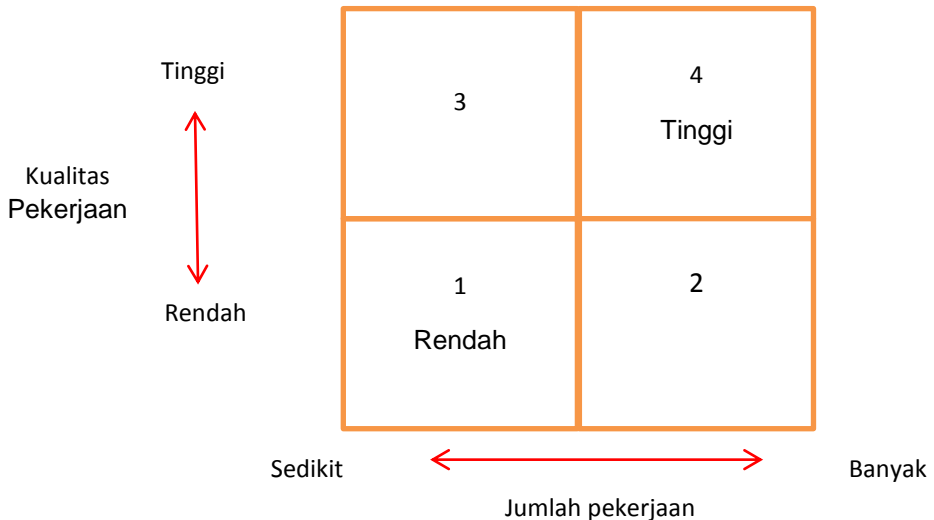 Tinggi
3
4
Tinggi
Kualitas
Pekerjaan
Rendah
1
Rendah
2
Sedikit
Banyak
Jumlah pekerjaan